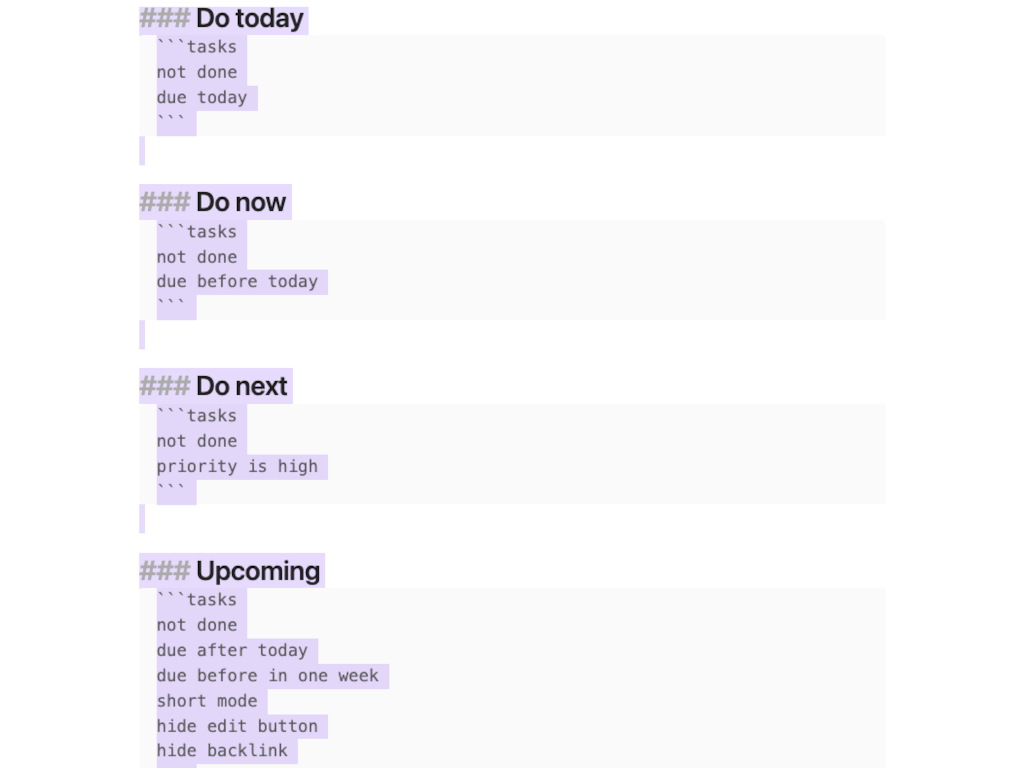 ### Do today
```tasks
not done
due today
```
### Do now
```tasks
not done
due before today
```
### Do next
```tasks
not done
priority is high
```
### Upcoming
```tasks
not done
due after today
due before in one week
short mode
hide edit button
hide backlink